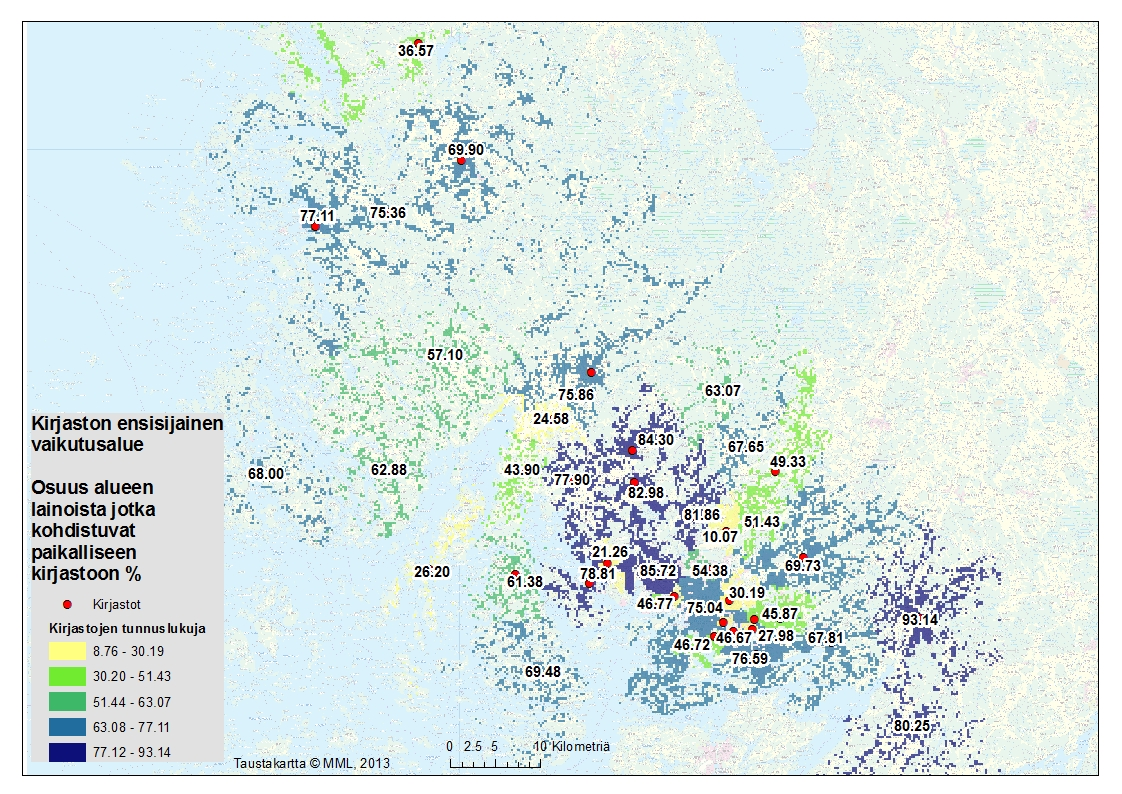 36.57
69.90
77.11
75.36
57.10
75.86
63.07
24.58
84.30
67.65
49.33
68.00
62.88
43.90
77.90
82.98
81.86
51.43
10.07
21.26
26.20
61.38
78.81
85.72
54.38
69.73
46.77
75.04
30.19
45.87
93.14
46.72
46.67
27.98
67.81
76.59
69.48
80.25
Kirjaston ensisijainen
vaikutusalue
Osuus alueen
lainoista jotka
kohdistuvat
paikalliseen
kirjastoon %
Kirjastot
Kirjastojen tunnuslukuja
8.76 - 30.19
30.20 - 51.43
51.44 - 63.07
63.08 - 77.11
77.12 - 93.14
0 2.5 5 10 Kilometriä
Taustakartta © MML, 2013